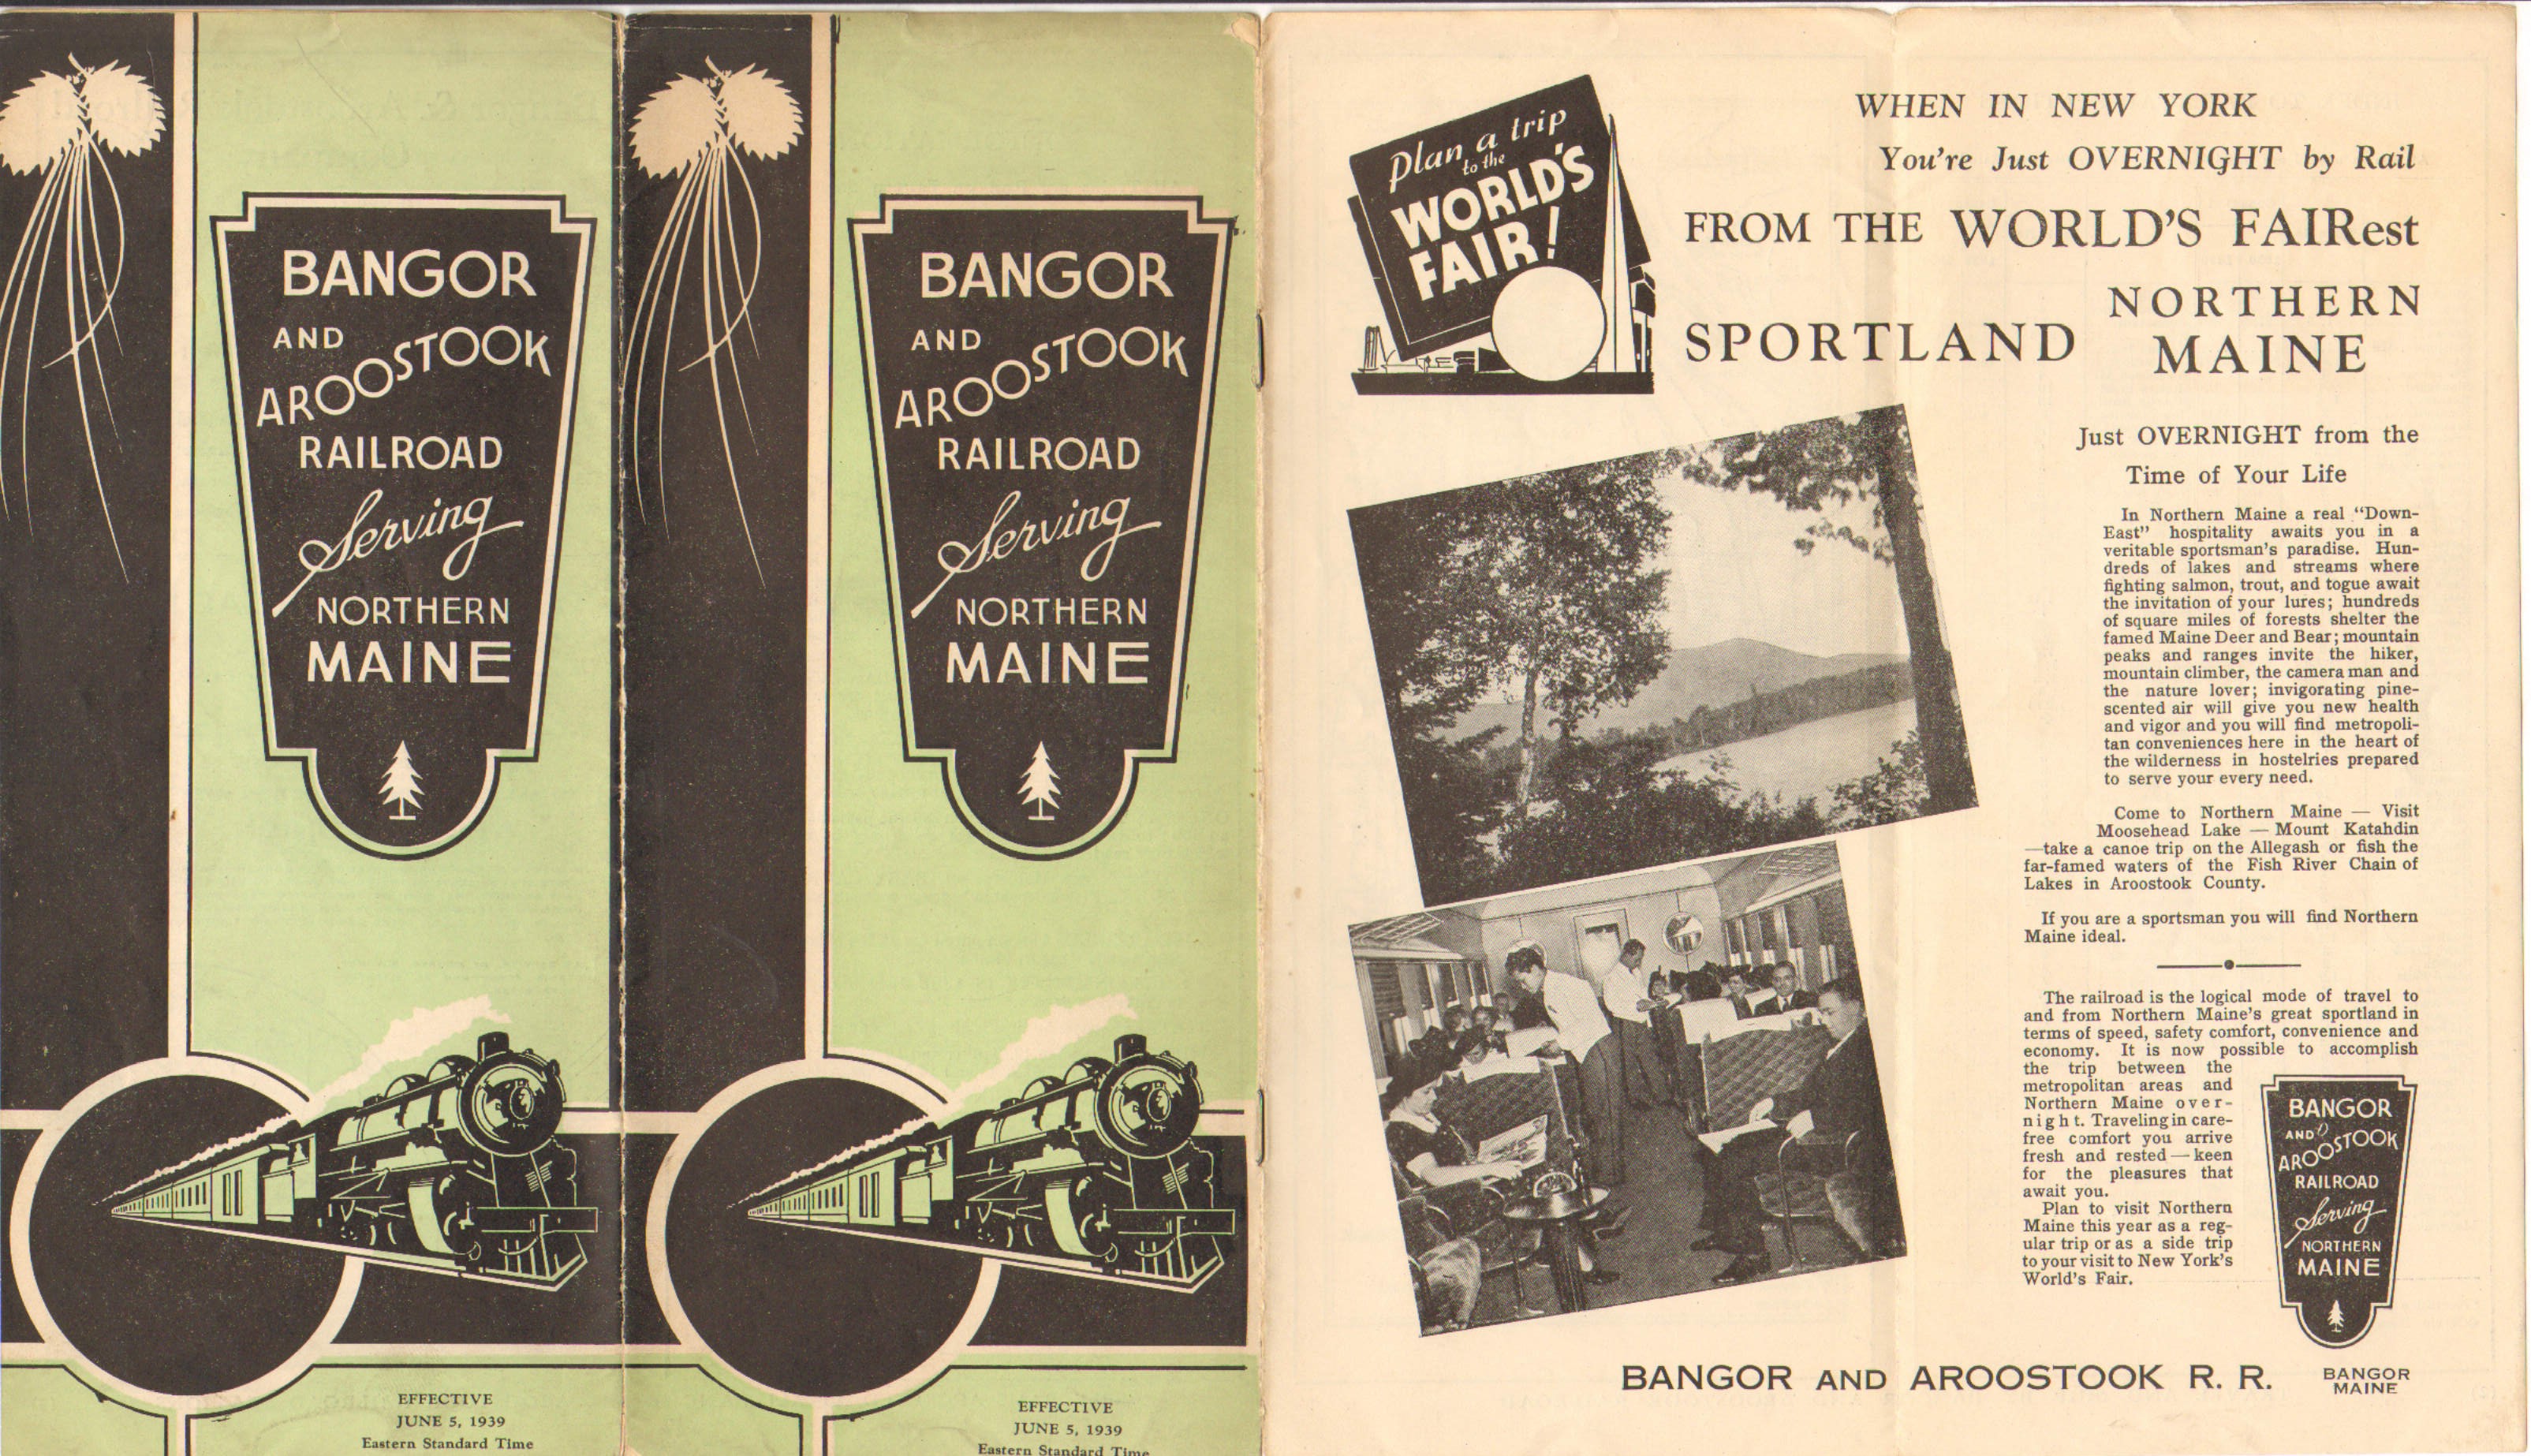 BANGOR
AND
AROOSTOOK
RAILROAD
Serving
NORTHERN
MAINE
EFFECTIVE
JUNE 5, 1939
Eastern Standard Time
BANGOR
AND
AROOSTOOK
RAILROAD
Serving
NORTHERN
MAINE
EFFECTIVE
JUNE 5, 1939
Eastern Standard Time
Plan a trip
to the
WORLD'S
FAIR!
WHEN IN NEW YORK
You're Just OVERNIGHT by Rail
FROM THE WORLD'S FAIRest
SPORTLAND
NORTHERN
MAINE
Just OVERNIGHT from the
Time of Your Life
In Northern Maine a real "Down-
East" hospitality awaits you in a
veritable sportsman's paradise. Hun-
dreds of lakes and streams where
fighting salmon, trout, and togue await
the invitation of your lures; hundreds
of square miles of forests shelter the
famed Maine Deer and Bear; mountain
peaks and ranges invite the hiker,
mountain climber, the camera man and
the nature lover; invigorating pine-
scented air will give you new health
and vigor and you will find metropoli-
tan conveniences here in the heart of
the wilderness in hostelries prepared
to serve your every need.
Come to Northern Maine — Visit
Moosehead Lake — Mount Katahdin
—take a canoe trip on the Allegash or fish the
far-famed waters of the Fish River Chain of
Lakes in Aroostook County.
If you are a sportsman you will find Northern
Maine ideal.
The railroad is the logical mode of travel to
and from Northern Maine's great sportland in
terms of speed, safety comfort, convenience and
economy. It is now possible to accomplish
the trip between the
metropolitan areas and
Northern Maine over-
night. Traveling in care-
free comfort you arrive
fresh and rested — keen
for the pleasures that
await you.
Plan to visit Northern
Maine this year as a reg-
ular trip or as a side trip
to your visit to New York's
World's Fair.
BANGOR
AND
AROOSTOOK
RAILROAD
Serving
NORTHERN
MAINE
BANGOR AND AROOSTOOK R. R.
BANGOR
MAINE